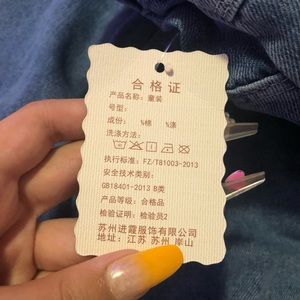 合格证
产品名称：童装
号型：
成份： %棉 %涤
洗涤方法：
执行标准：FZ/T81003-2013
安全技术类别：
GB18401-2013 B类
产品等级：合格品
检验证明：检验员2
苏州进霞服饰有限公司
地址：江苏 苏州 岸山